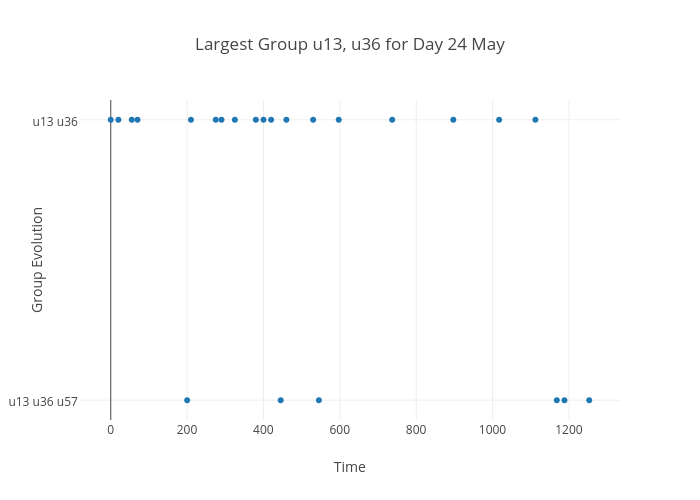 Largest Group u13, u36 for Day 24 May
u13 u36
Group Evolution
u13 u36 u57
0 200 400 600 800 1000 1200
Time